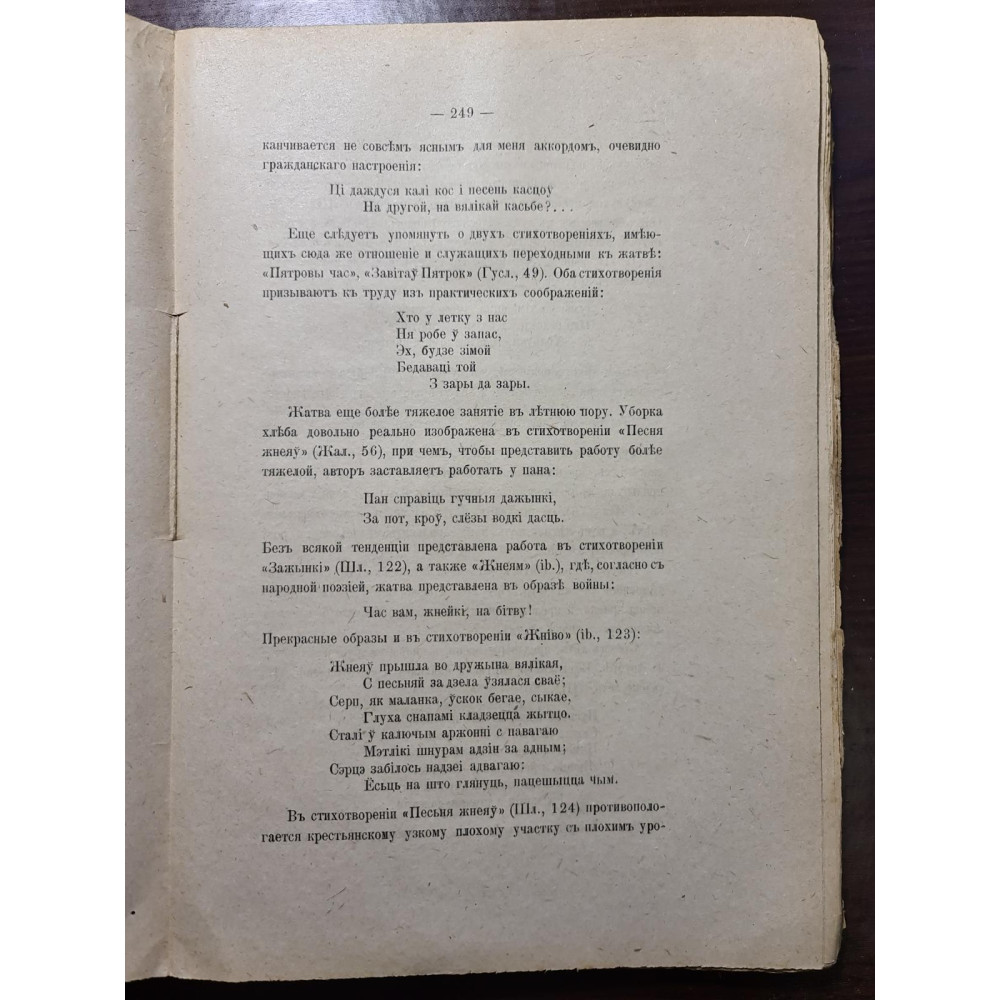 — 249 —
канчивается не совсѣмъ яснымъ для меня аккордомъ, очевидно
гражданскаго настроенія:
Ці даждуся калі кос і песень касцоў
На другой, на вялікай касьбе?...
Еще слѣдуетъ упомянуть о двухъ стихотвореніяхъ, имѣю-
щихъ сюда же отношеніе и служащихъ переходными къ жатвѣ:
«Пятровы час», «Завітаў Пятрок» (Гусл., 49). Оба стихотворенія
призываютъ къ труду изъ практическихъ соображеній:
Хто у летку з нас
Ня робе ў запас,
Эх, будзе зімой
Бедаваці той
З зары да зары.
Жатва еще болѣе тяжелое занятіе въ лѣтнюю пору. Уборка
хлѣба довольно реально изображена въ стихотвореніи «Песня
жнеяў» (Жал., 56), при чемъ, чтобы представить работу болѣе
тяжелой, авторъ заставляетъ работать у пана:
Пан справіць гучныя дажынкі,
За пот, кроў, слёзы водкі дасць.
Безъ всякой тенденціи представлена работа въ стихотвореніи
«Зажынкі» (Шл., 122), а также «Жнеям» (ib.), гдѣ, согласно съ
народной поэзіей, жатва представлена въ образѣ войны:
Час вам, жнейкі, на бітву!
Прекрасные образы и въ стихотвореніи «Жніво» (ib., 123):
Жнеяў прышла во дружына вялікая,
С песьняй за дзела ўзялася сваё;
Серп, як маланка, ўскок бегае, сыкае,
Глуха снапамі кладзецца жытцо.
Сталі ў калючым аржонні с павагаю
Мэтлікі шнурам адзін за адным;
Сэрцэ забілось надзеі адвагаю:
Ёсьць на што глянуць, пацешыцца чым.
Въ стихотвореніи «Песьня жнеяў» (Шл., 124) противополо-
гается крестьянскому узкому плохому участку съ плохимъ уро-